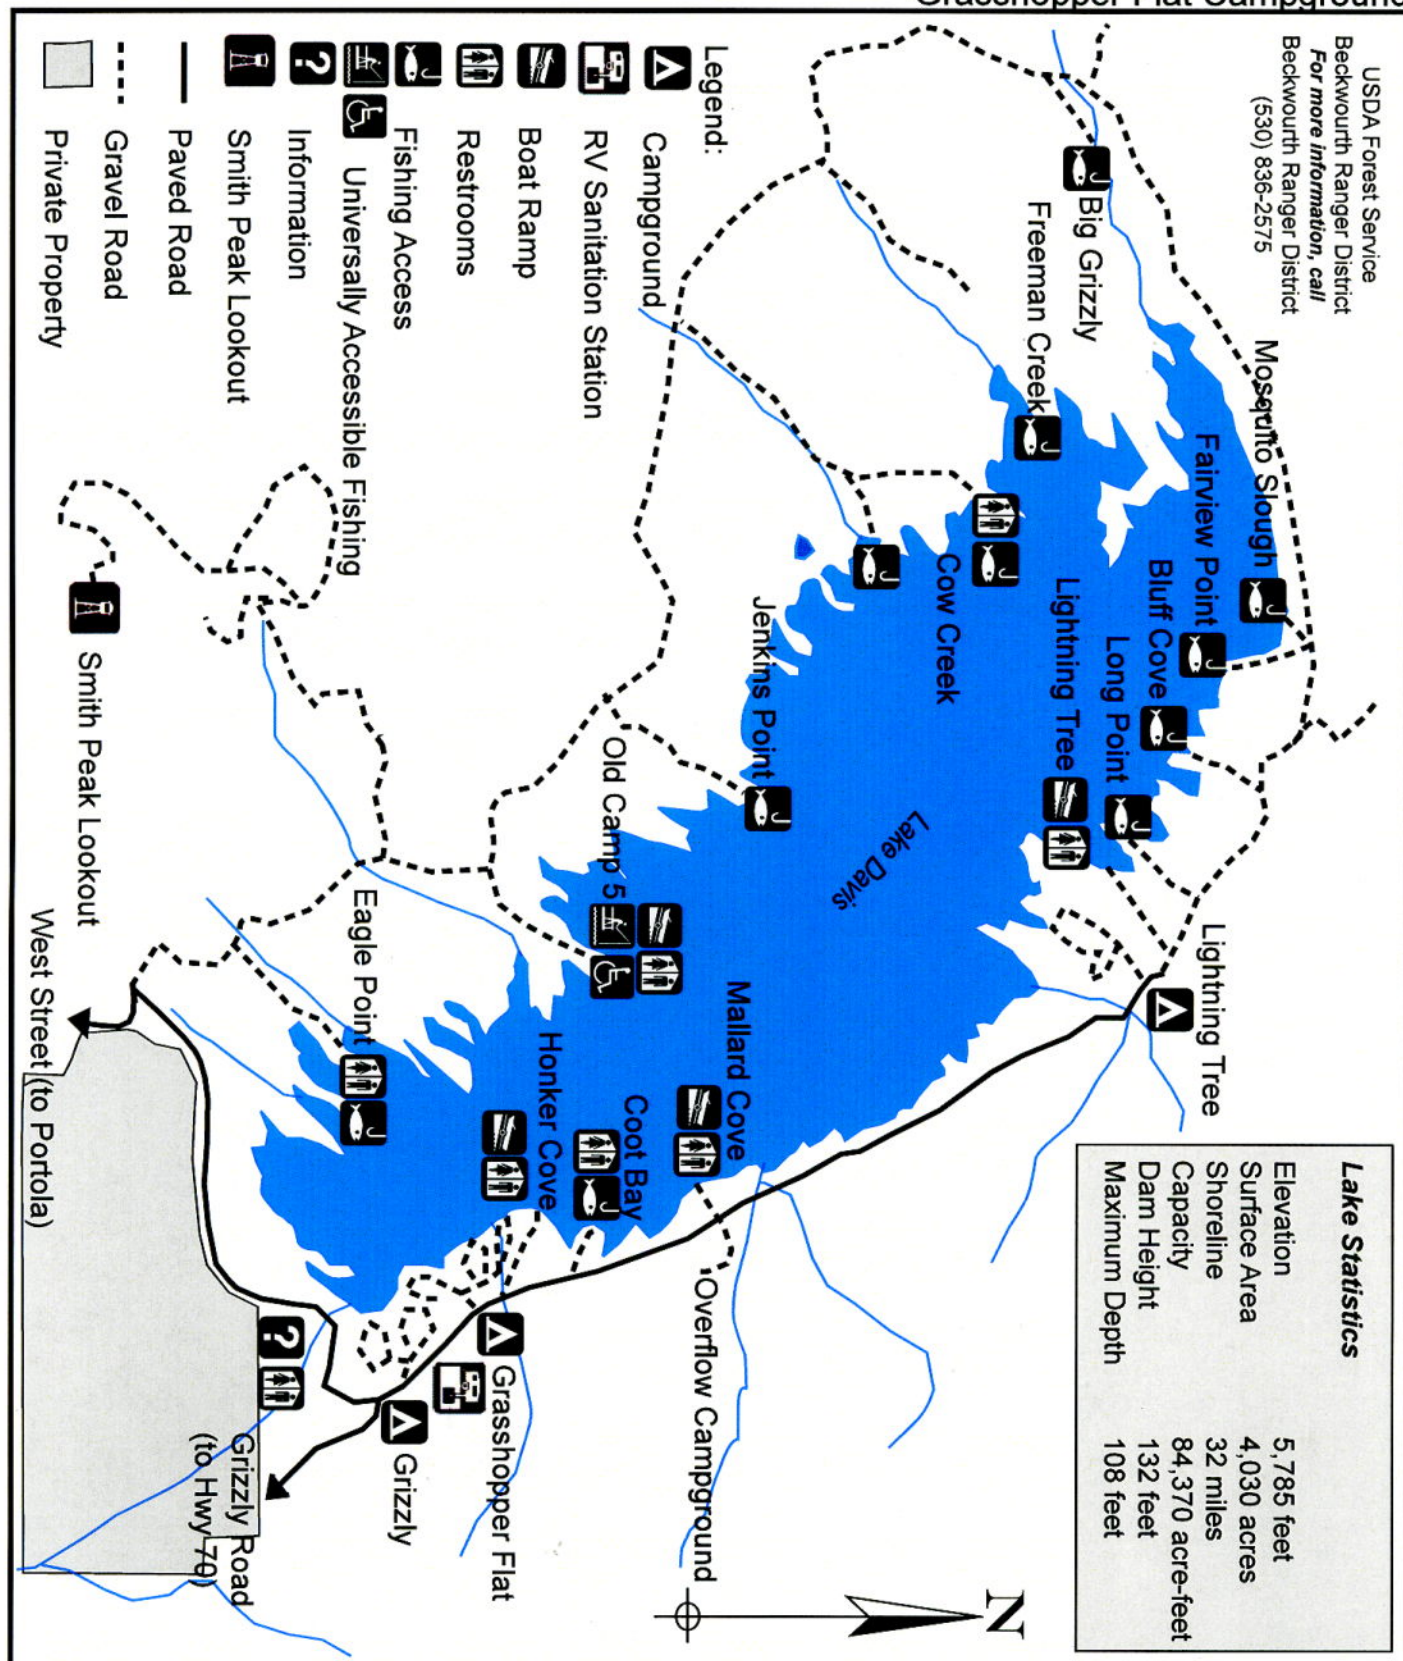 Grasshopper Flat Campground
USDA Forest Service
Beckwourth Ranger District
For more information, call
Beckwourth Ranger District
(530) 836-2575
Mosquito Slough
Fairview Point
Bluff Cove
Long Point
Lightning Tree
Big Grizzly
Freeman Creek
Cow Creek
Jenkins Point
Lake Davis
Lightning Tree
Old Camp 5
Mallard Cove
Coot Bay
Honker Cove
Eagle Point
Overflow Campground
Grasshopper Flat
Grizzly
Smith Peak Lookout
West Street (to Portola)
Grizzly Road
(to Hwy 70)
N
Lake Statistics
Elevation 5,785 feet
Surface Area 4,030 acres
Shoreline 32 miles
Capacity 84,370 acre-feet
Dam Height 132 feet
Maximum Depth 108 feet
Legend:
Campground
RV Sanitation Station
Boat Ramp
Restrooms
Fishing Access
Universally Accessible Fishing
? Information
Smith Peak Lookout
Paved Road
Gravel Road
Private Property
?